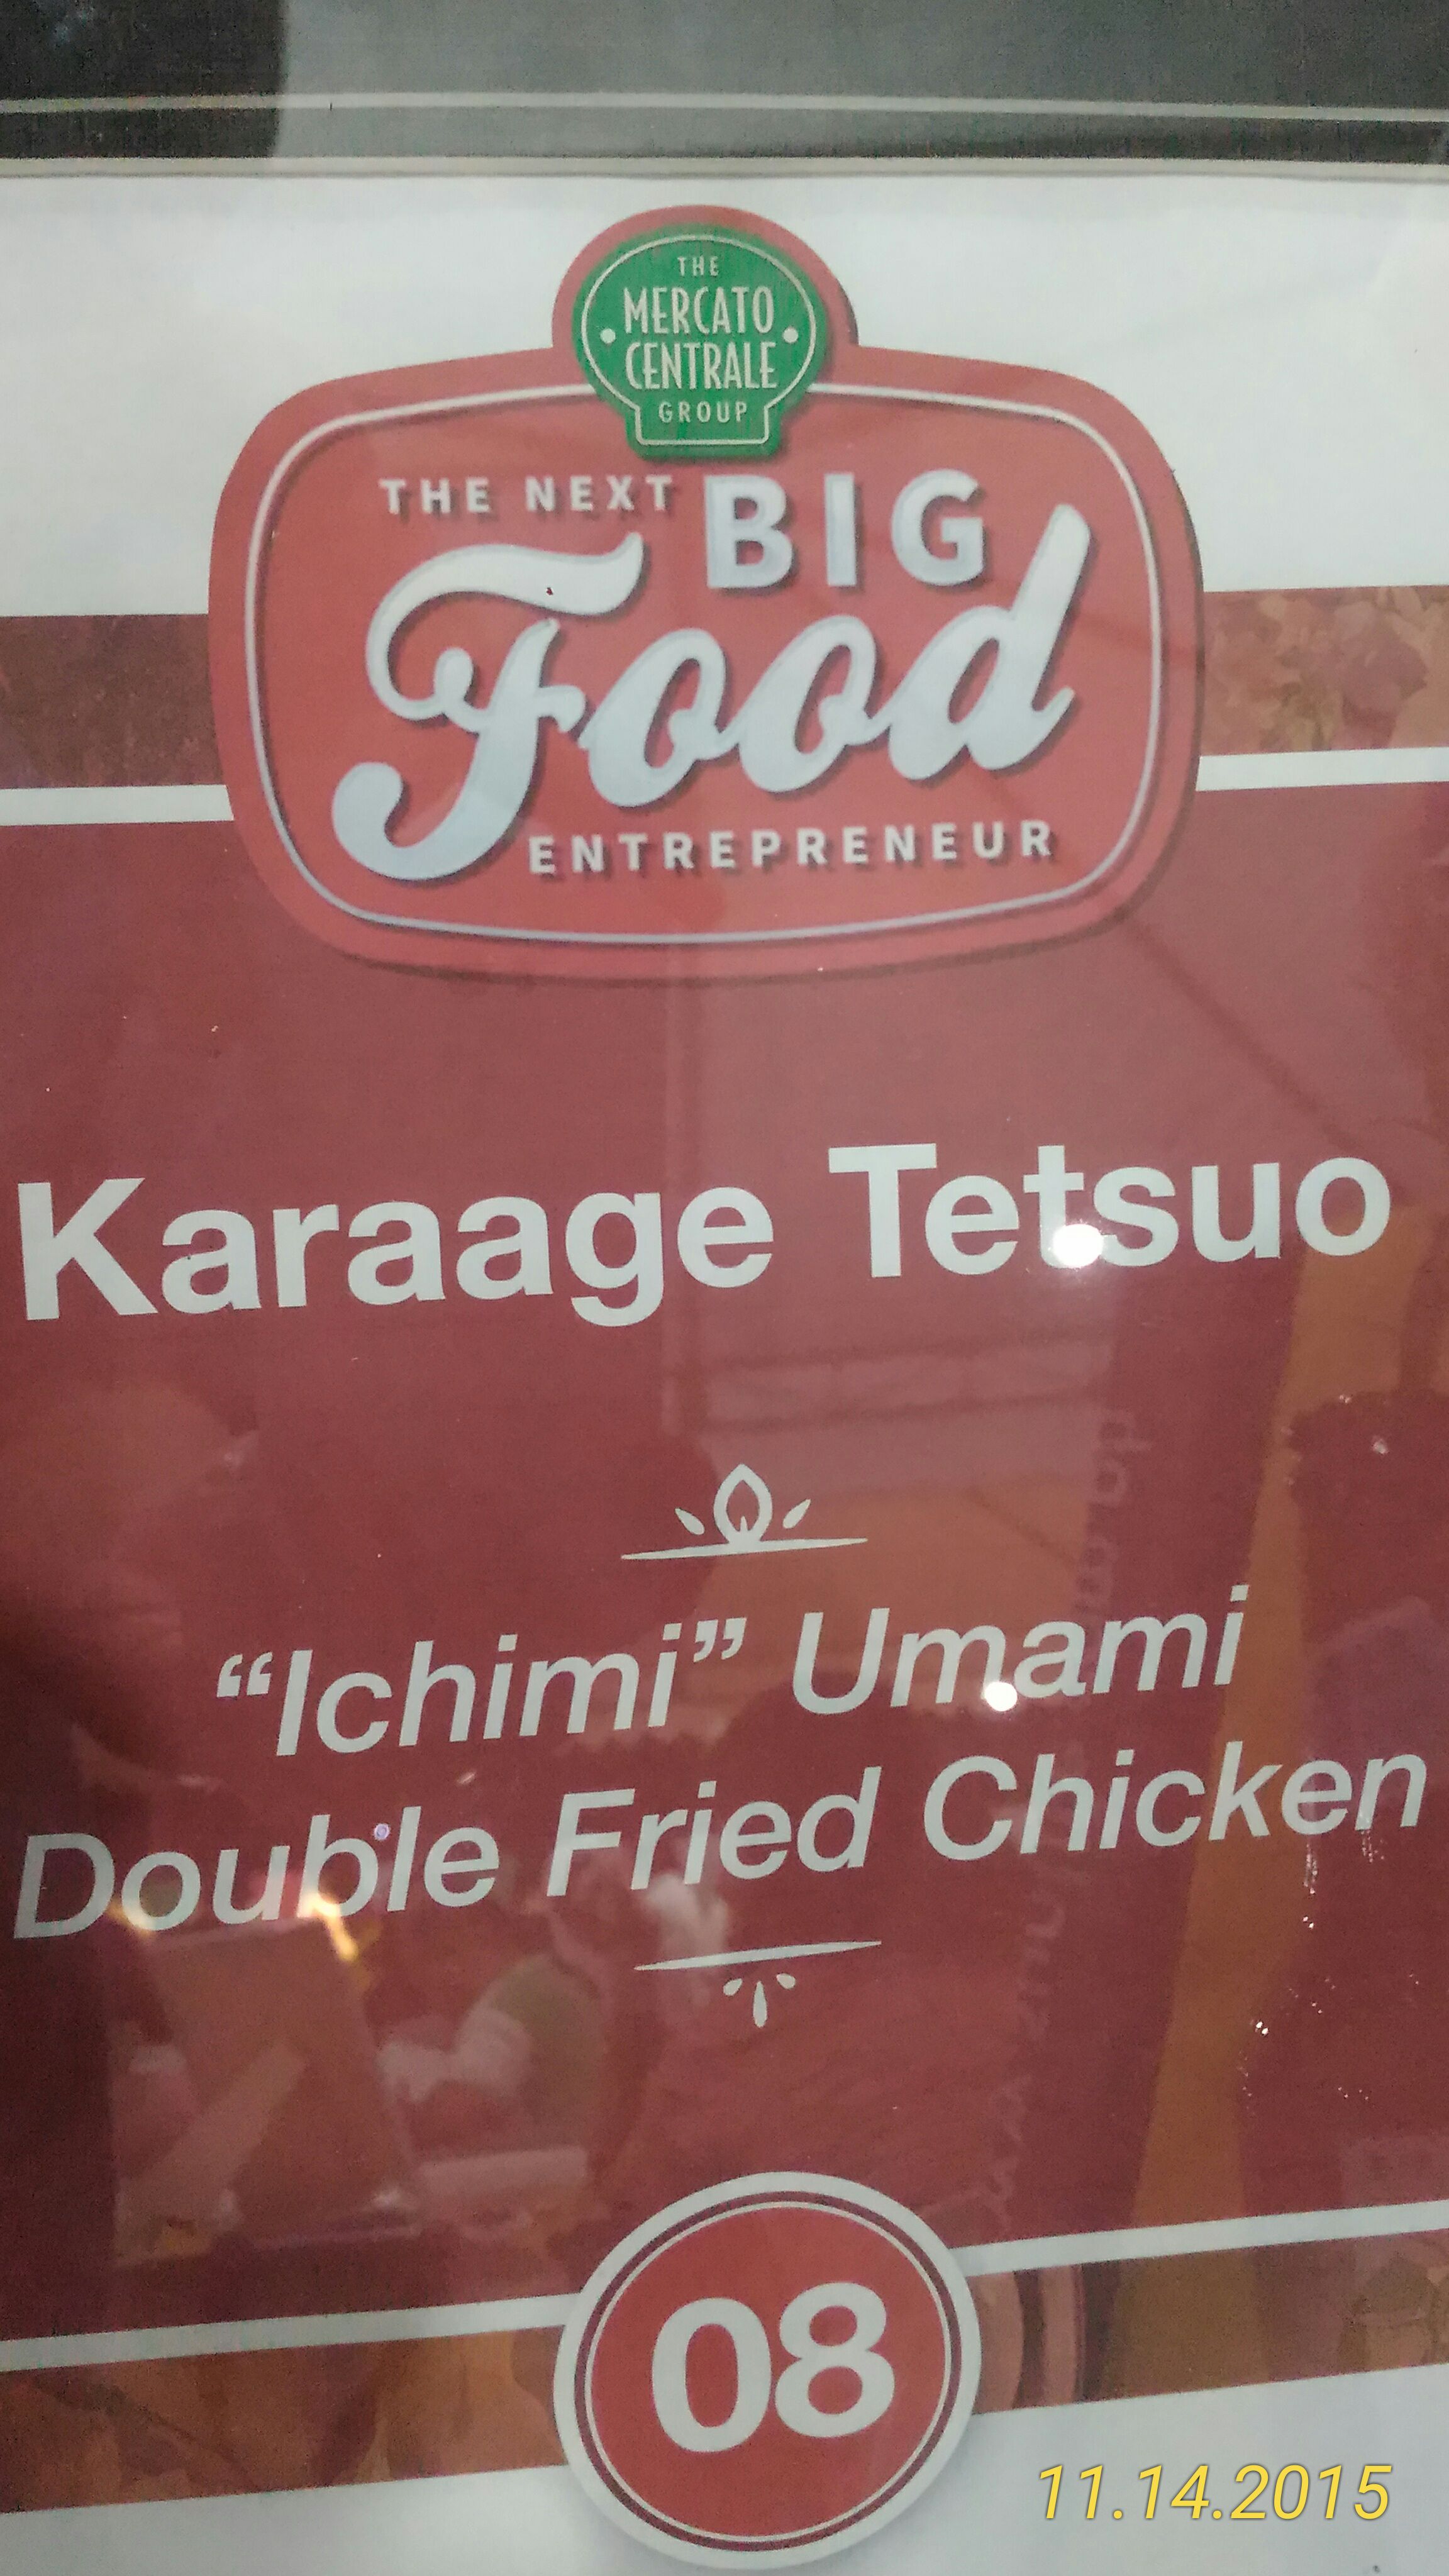 THE
MERCATO
CENTRALE
GROUP
THE NEXT BIG
Food
ENTREPRENEUR
Karaage Tetsuo
“Ichimi” Umami
Double Fried Chicken
08
11.14.2015